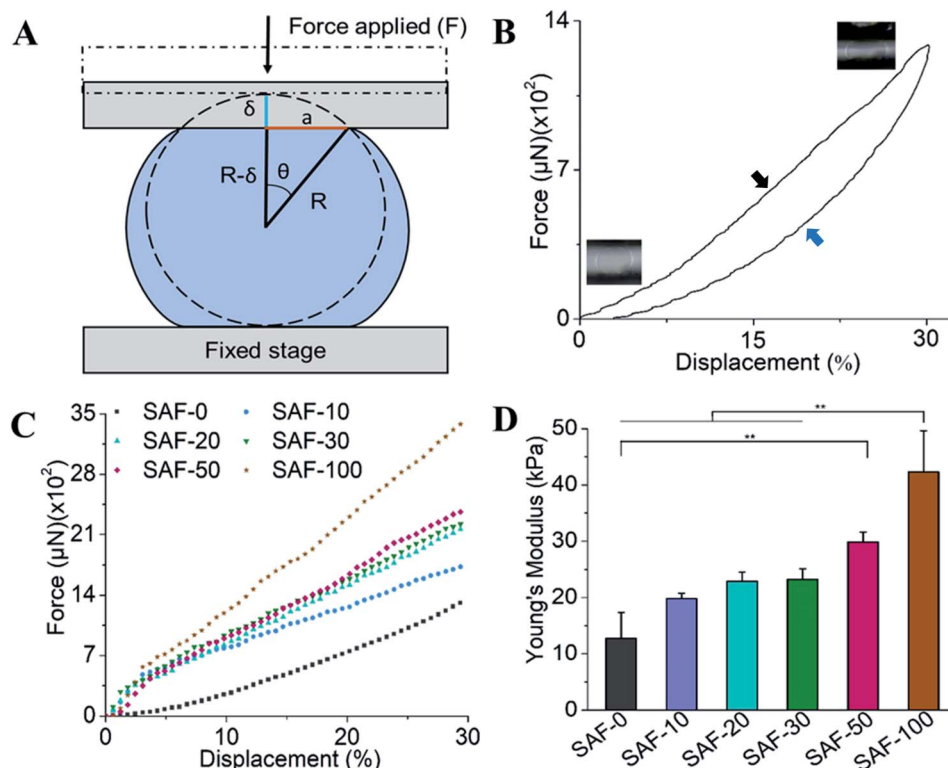 A
Force applied (F)
δ
a
R-δ
θ
R
Fixed stage
B
Force (µN)(x10²)
14
7
0
0
15
30
Displacement (%)
C
Force (µN)(x10²)
35
28
21
14
7
0
SAF-0
SAF-10
SAF-20
SAF-30
SAF-50
SAF-100
0
10
20
30
Displacement (%)
D
Young's Modulus (kPa)
50
40
30
20
10
0
**
**
SAF-0
SAF-10
SAF-20
SAF-30
SAF-50
SAF-100